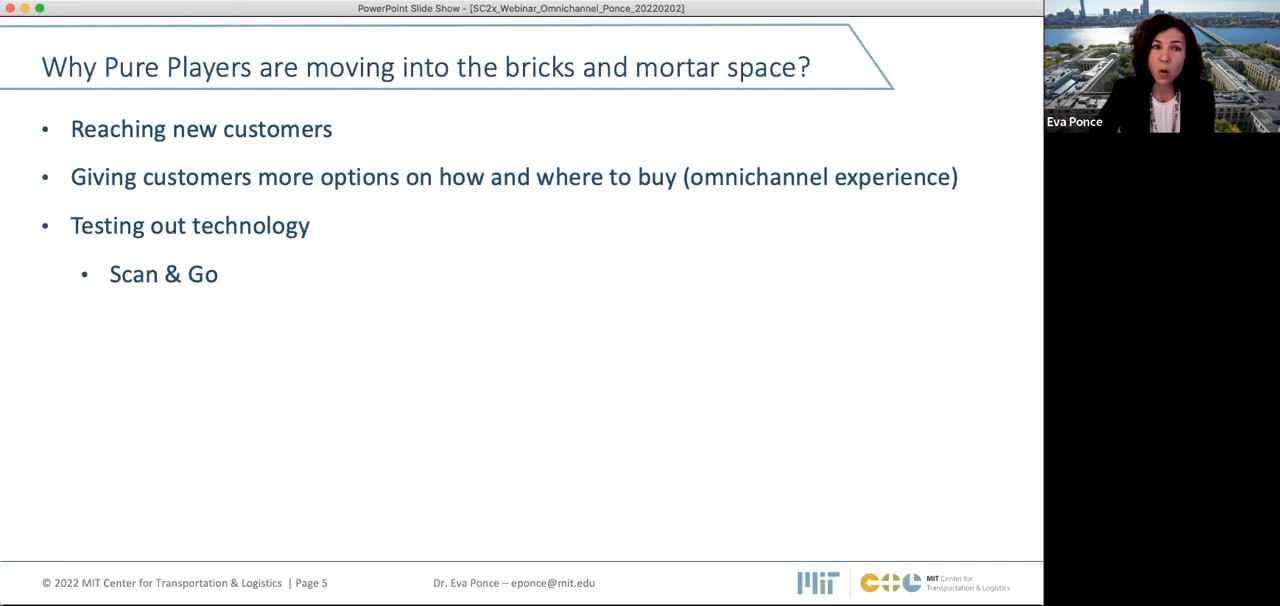 PowerPoint Slide Show - [SC2x_Webinar_Omnichannel_Ponce_20220202]
Why Pure Players are moving into the bricks and mortar space?
• Reaching new customers
• Giving customers more options on how and where to buy (omnichannel experience)
• Testing out technology
• Scan & Go
Eva Ponce
© 2022 MIT Center for Transportation & Logistics | Page 5
Dr. Eva Ponce – eponce@mit.edu
MIT
CTL
MIT Center for
Transportation & Logistics